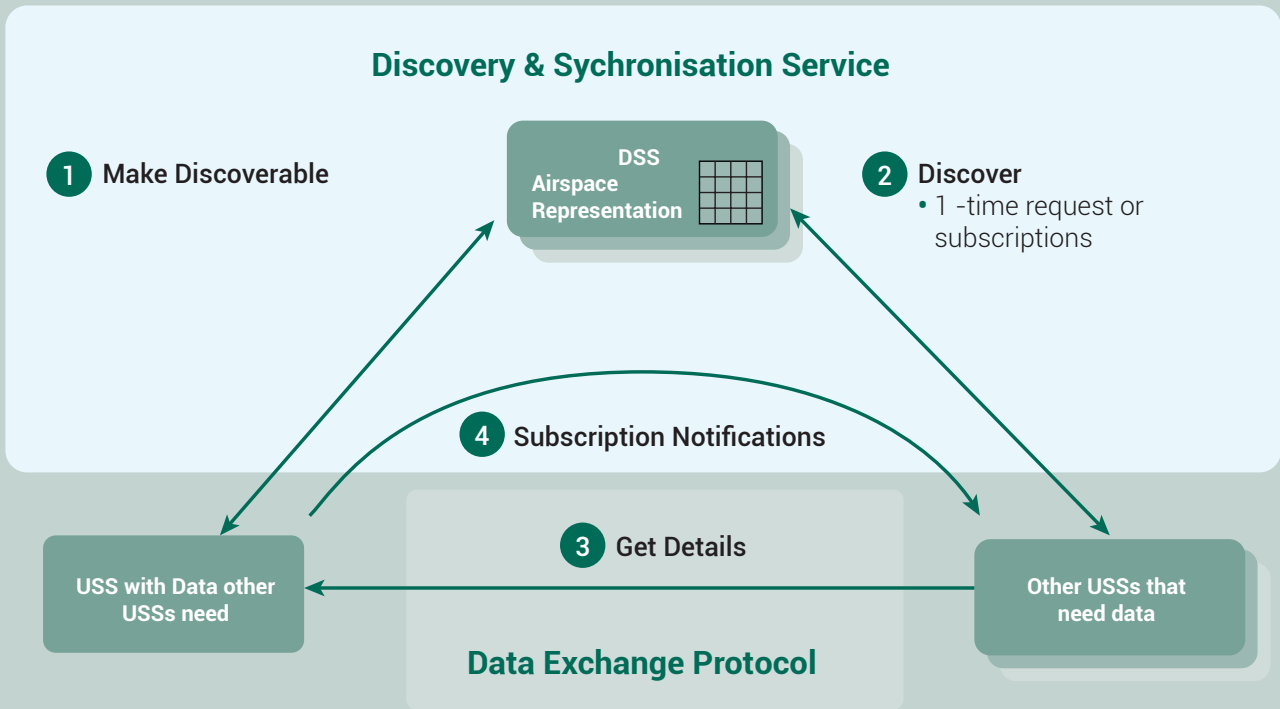 Discovery & Sychronisation Service
1 Make Discoverable
DSS
Airspace
Representation
2 Discover
• 1 -time request or
subscriptions
4 Subscription Notifications
3 Get Details
USS with Data other
USSs need
Other USSs that
need data
Data Exchange Protocol